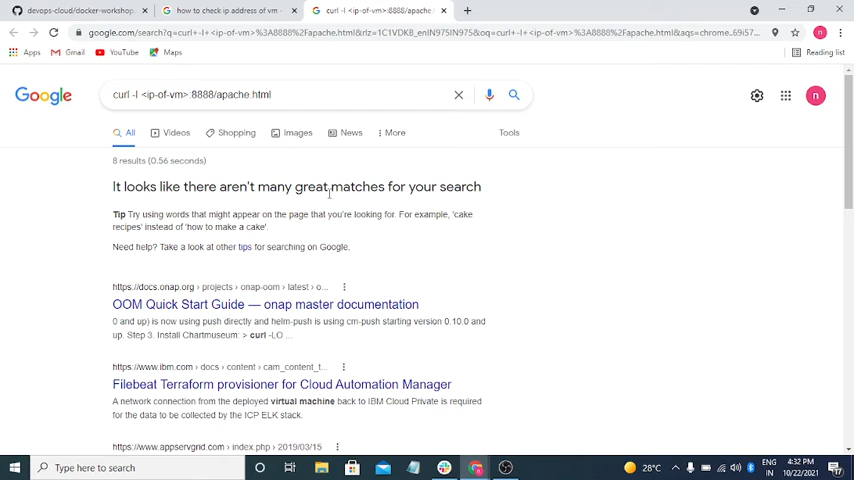 devops-cloud/docker-workshop
how to check ip address of vm -
curl -I <ip-of-vm>:8888/apache
google.com/search?q=curl+-I+<ip-of-vm>%3A8888%2Fapache.html&rlz=1C1VDKB_enIN975IN975&oq=curl+-I+<ip-of-vm>%3A8888%2Fapache.html&aqs=chrome..69i57...
Apps
Gmail
YouTube
Maps
Reading list
Google
curl -I <ip-of-vm>:8888/apache.html
n
All
Videos
Shopping
Images
News
More
Tools
8 results (0.56 seconds)
It looks like there aren't many great matches for your search
Tip Try using words that might appear on the page that you're looking for. For example, 'cake
recipes' instead of 'how to make a cake'.
Need help? Take a look at other tips for searching on Google.
https://docs.onap.org › projects › onap-oom › latest › o...
OOM Quick Start Guide — onap master documentation
0 and up) is now using push directly and helm-push is using cm-push starting version 0.10.0 and
up. Step 3. Install Chartmuseum: > curl -LO ...
https://www.ibm.com › docs › content › cam_content_t...
Filebeat Terraform provisioner for Cloud Automation Manager
A network connection from the deployed virtual machine back to IBM Cloud Private is required
for the data to be collected by the ICP ELK stack.
https://www.appservgrid.com › index.php › 2019/03/15
Type here to search
28°C
ENG
IN
4:32 PM
10/22/2021
17